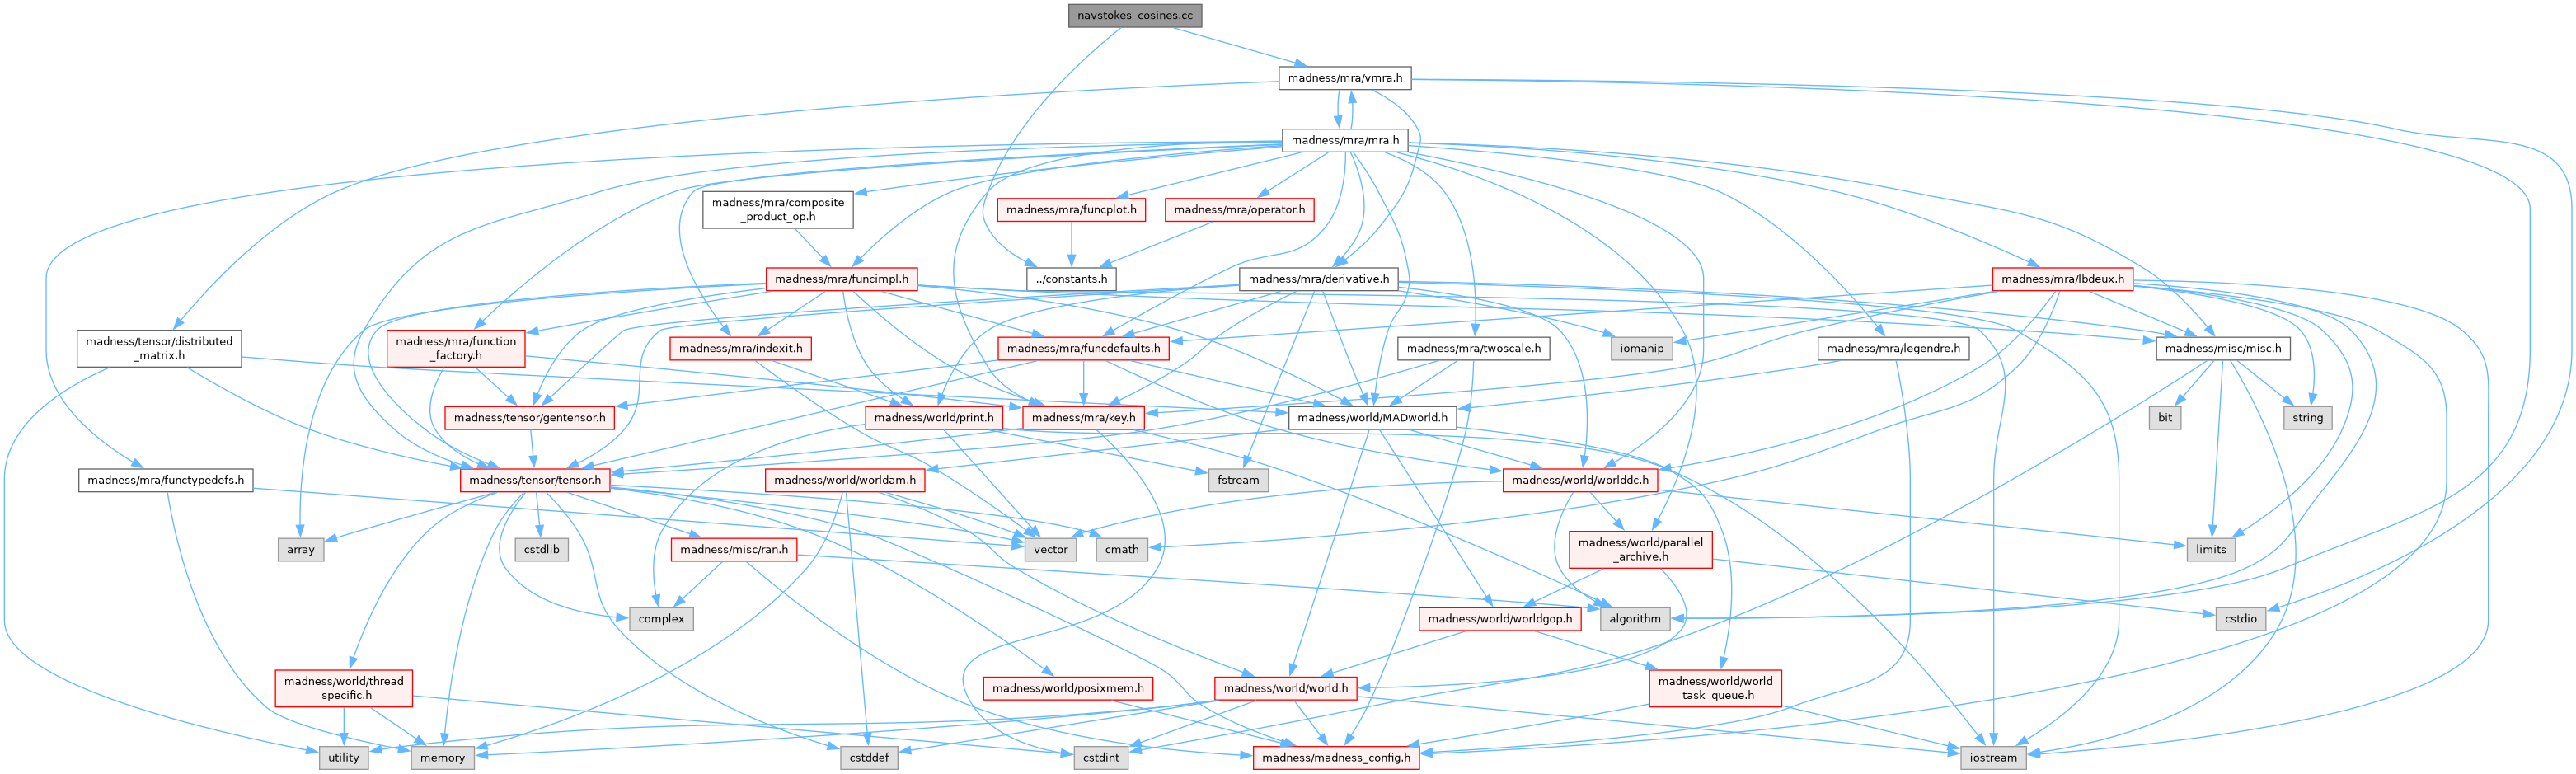 navstokes_cosines.cc
madness/mra/vmra.h
madness/mra/mra.h
madness/mra/composite
_product_op.h
madness/mra/funcplot.h
madness/mra/operator.h
madness/mra/funcimpl.h
../constants.h
madness/mra/derivative.h
madness/mra/lbdeux.h
madness/tensor/distributed
_matrix.h
madness/mra/function
_factory.h
madness/mra/indexit.h
madness/mra/funcdefaults.h
madness/mra/twoscale.h
iomanip
madness/mra/legendre.h
madness/misc/misc.h
madness/tensor/gentensor.h
madness/world/print.h
madness/mra/key.h
madness/world/MADworld.h
bit
string
madness/mra/functypedefs.h
madness/tensor/tensor.h
madness/world/worldam.h
fstream
madness/world/worlddc.h
array
cstdlib
madness/misc/ran.h
vector
cmath
madness/world/parallel
_archive.h
limits
complex
madness/world/worldgop.h
algorithm
cstdio
madness/world/thread
_specific.h
madness/world/posixmem.h
madness/world/world.h
madness/world/world
_task_queue.h
utility
memory
cstddef
cstdint
madness/madness_config.h
iostream